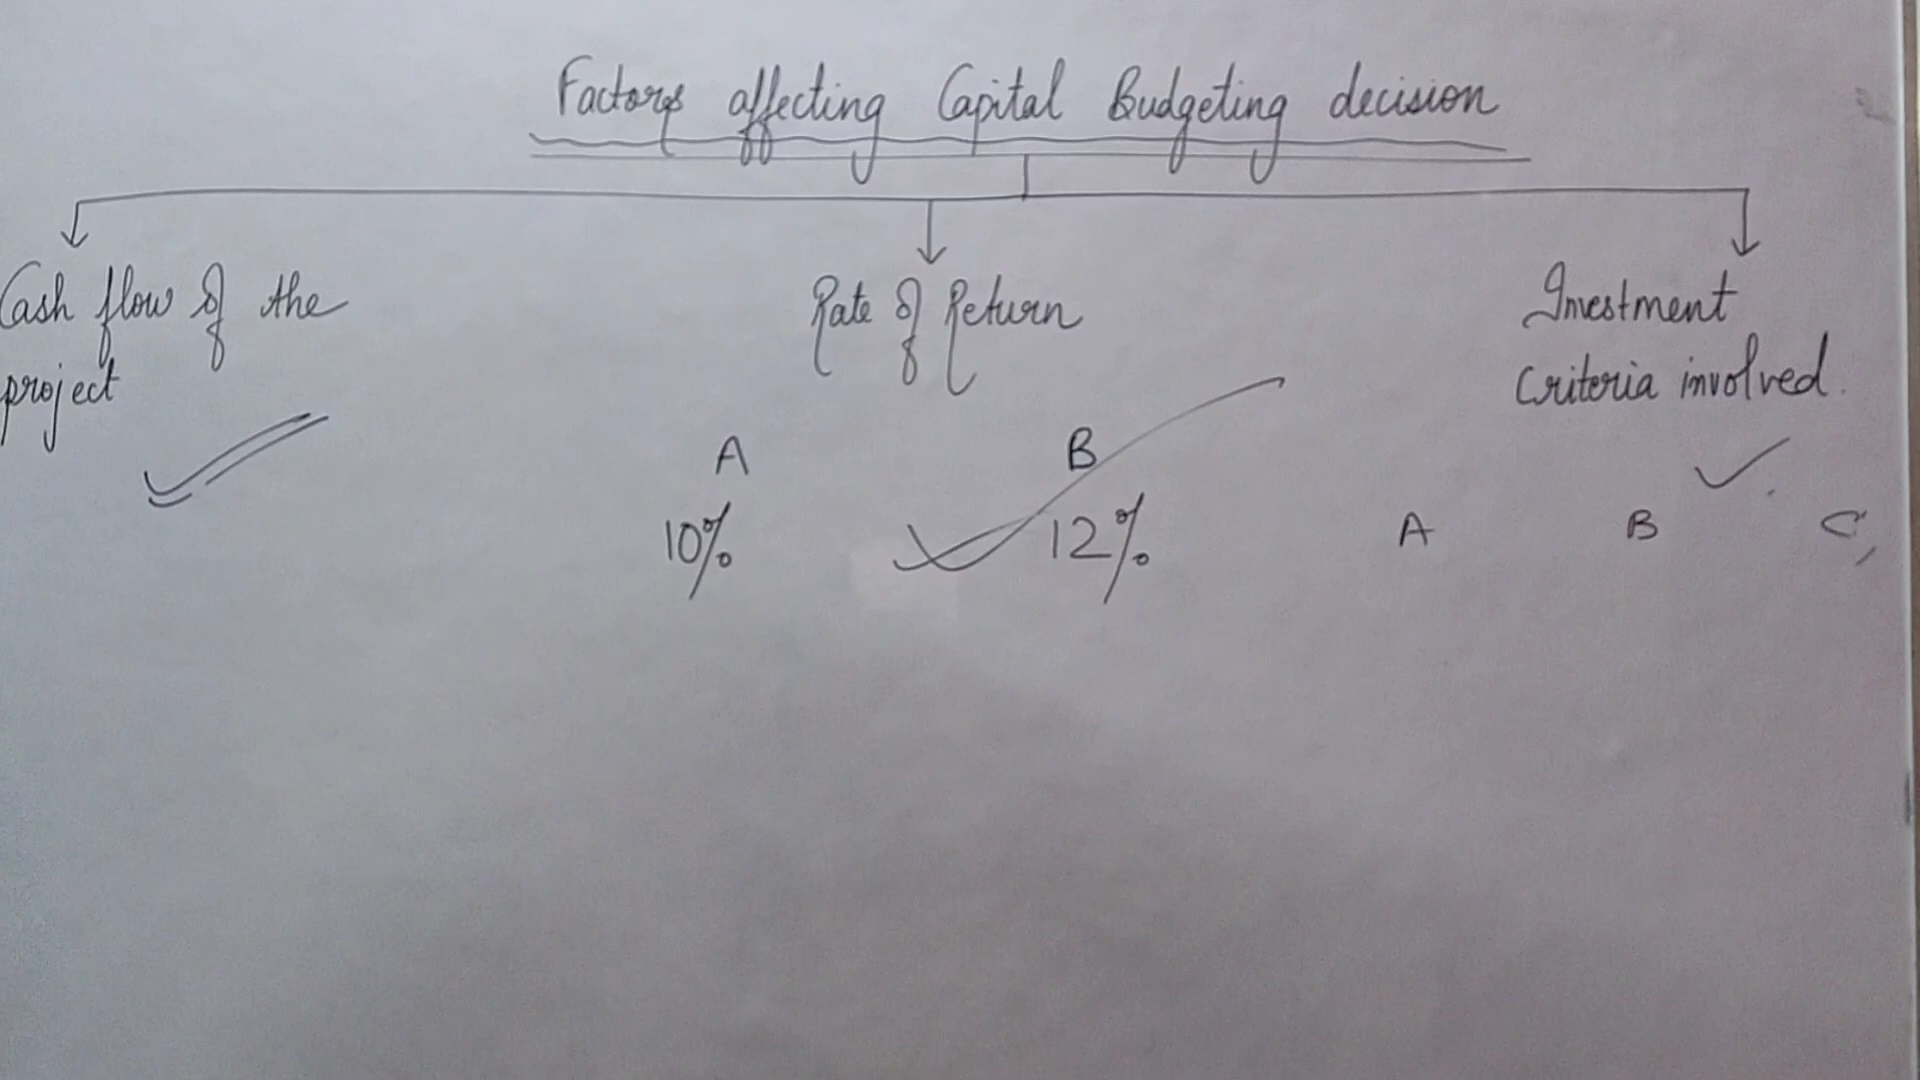 Factors affecting Capital Budgeting decision
Cash flow of the
project
Rate of Return
Investment
Criteria involved.
A B
10% 12%
A B C,